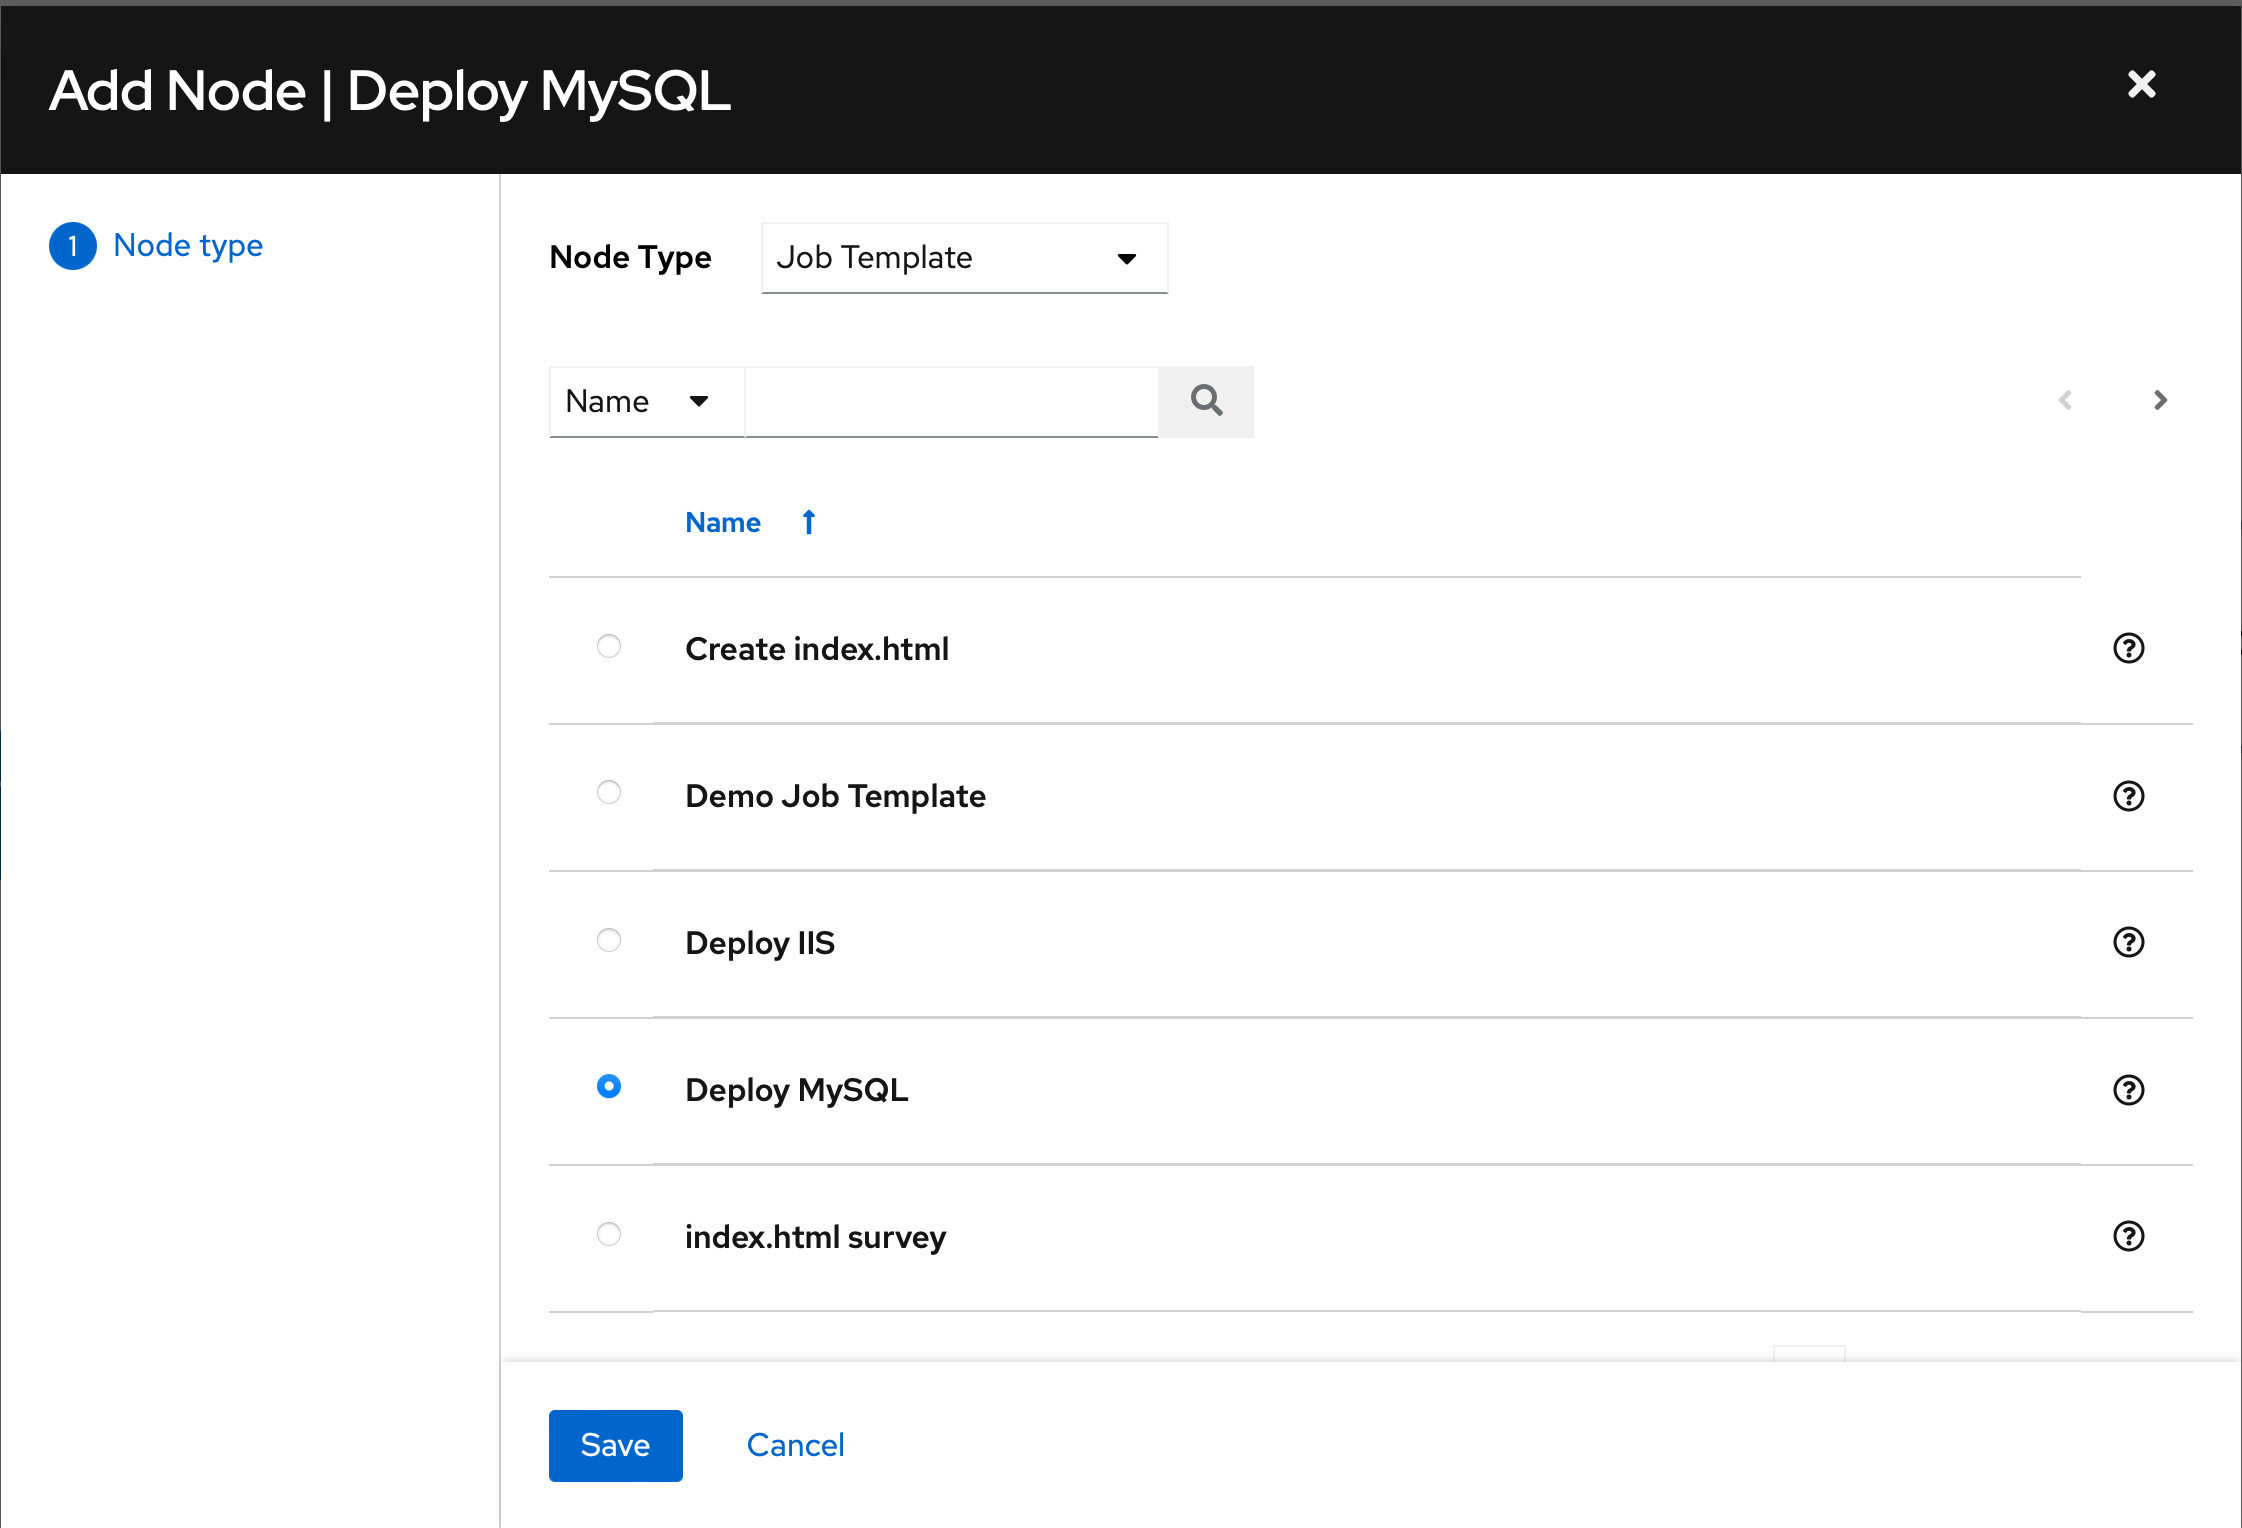 Add Node | Deploy MySQL
1 Node type
Node Type Job Template
Name
Name
Create index.html
Demo Job Template
Deploy IIS
Deploy MySQL
index.html survey
Save Cancel